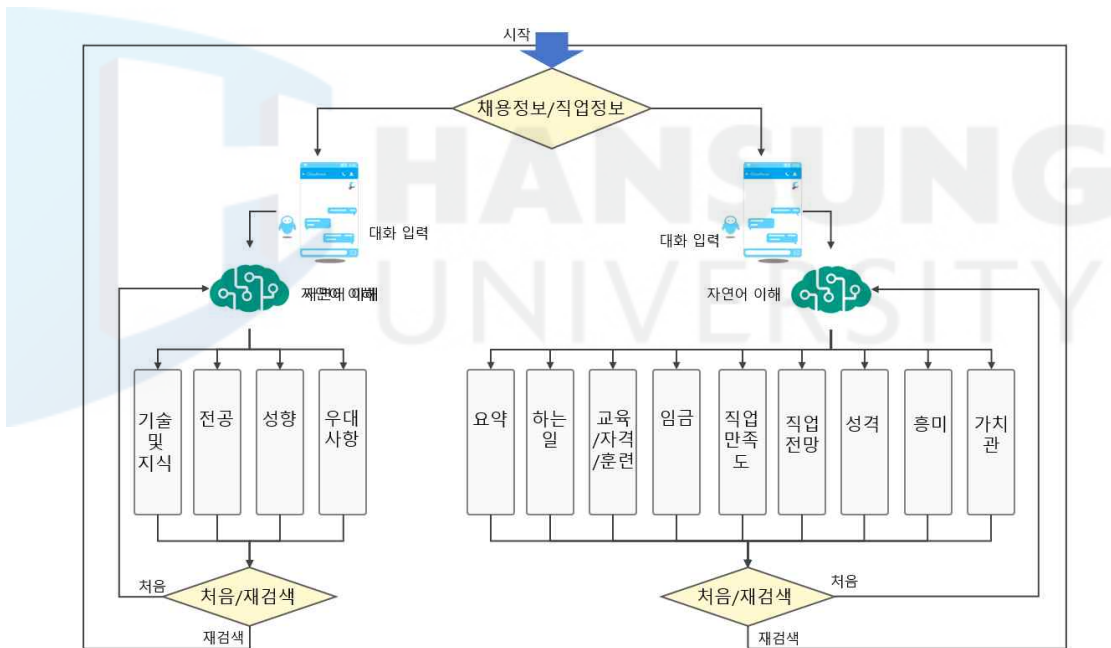 시작
채용정보/직업정보
HANSUNG
UNIVERSITY
대화 입력
대화 입력
자연어 이해
기술
및
지식
전공
성향
우대
사항
요약
하는
일
교육
/자격
/훈련
임금
직업
만족
도
직업
전망
성격
흥미
가치
관
처음
처음/재검색
재검색
처음/재검색
처음
재검색